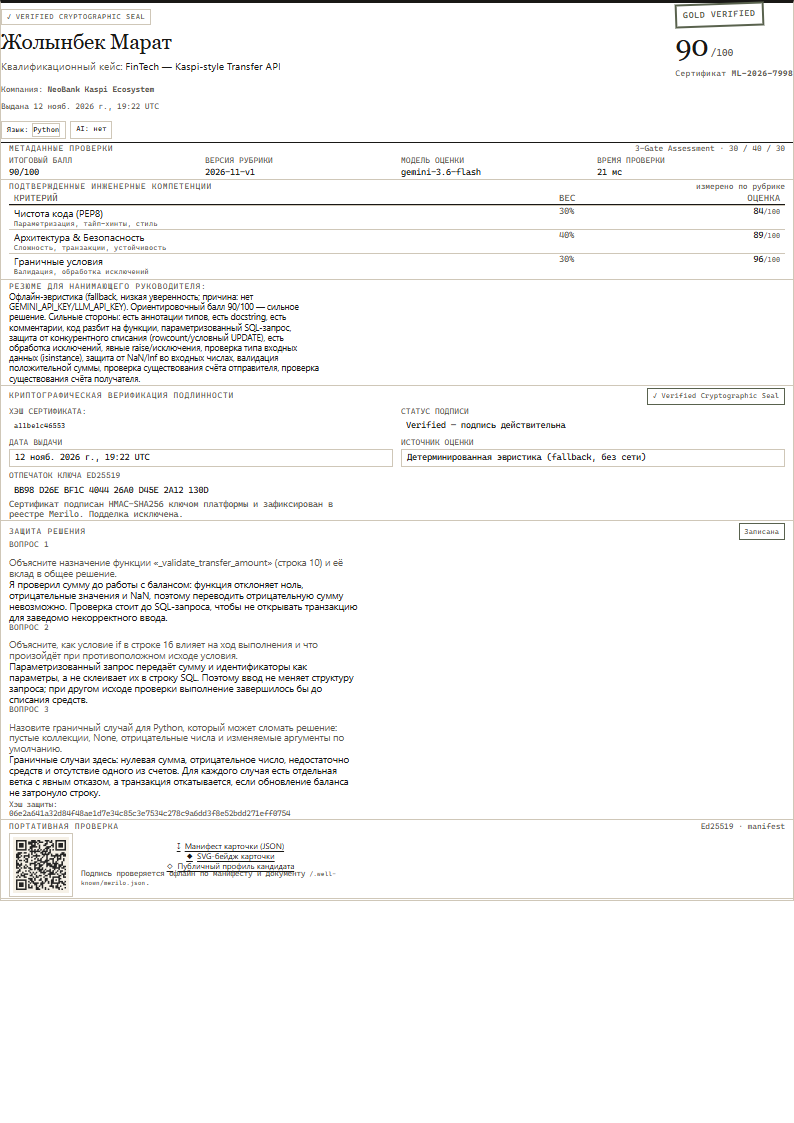 ✓ VERIFIED CRYPTOGRAPHIC SEAL
GOLD VERIFIED
Жолынбек Марат
90/100
Квалификационный кейс: FinTech — Kaspi-style Transfer API
Сертификат ML-2026-7998
Компания: NeoBank Kaspi Ecosystem
Выдана 12 нояб. 2026 г., 19:22 UTC
Язык: Python
AI: нет
МЕТАДАННЫЕ ПРОВЕРКИ
3-Gate Assessment · 30 / 40 / 30
ИТОГОВЫЙ БАЛЛ
ВЕРСИЯ РУБРИКИ
МОДЕЛЬ ОЦЕНКИ
ВРЕМЯ ПРОВЕРКИ
90/100
2026-11-v1
gemini-3.6-flash
21 мс
ПОДТВЕРЖДЕННЫЕ ИНЖЕНЕРНЫЕ КОМПЕТЕНЦИИ
измерено по рубрике
КРИТЕРИЙ
ВЕС
ОЦЕНКА
Чистота кода (PEP8)
30%
84/100
Параметризация, тайп-хинты, стиль
Архитектура & Безопасность
40%
89/100
Сложность, транзакции, устойчивость
Граничные условия
30%
96/100
Валидация, обработка исключений
РЕЗЮМЕ ДЛЯ НАНИМАЮЩЕГО РУКОВОДИТЕЛЯ:
Офлайн-эвристика (fallback, низкая уверенность; причина: нет
GEMINI_API_KEY/LLM_API_KEY). Ориентировочный балл 90/100 — сильное
решение. Сильные стороны: есть аннотации типов, есть docstring, есть
комментарии, код разбит на функции, параметризованный SQL-запрос,
защита от конкурентного списания (rowcount/условный UPDATE), есть
обработка исключений, явные raise/исключения, проверка типа входных
данных (isinstance), защита от NaN/Inf во входных числах, валидация
положительной суммы, проверка существования счёта отправителя, проверка
существования счёта получателя.
КРИПТОГРАФИЧЕСКАЯ ВЕРИФИКАЦИЯ ПОДЛИННОСТИ
✓ Verified Cryptographic Seal
ХЭШ СЕРТИФИКАТА:
СТАТУС ПОДПИСИ
a11be1c46553
Verified — подпись действительна
ДАТА ВЫДАЧИ
ИСТОЧНИК ОЦЕНКИ
12 нояб. 2026 г., 19:22 UTC
Детерминированная эвристика (fallback, без сети)
ОТПЕЧАТОК КЛЮЧА ED25519
BB98 D26E BF1C 4044 26A0 D45E 2A12 130D
Сертификат подписан HMAC-SHA256 ключом платформы и зафиксирован в
реестре Merilo. Подделка исключена.
ЗАЩИТА РЕШЕНИЯ
Записана
ВОПРОС 1
Объясните назначение функции «_validate_transfer_amount» (строка 10) и её
вклад в общее решение.
Я проверил сумму до работы с балансом: функция отклоняет ноль,
отрицательные значения и NaN, поэтому переводить отрицательную сумму
невозможно. Проверка стоит до SQL-запроса, чтобы не открывать транзакцию
для заведомо некорректного ввода.
ВОПРОС 2
Объясните, как условие if в строке 16 влияет на ход выполнения и что
произойдёт при противоположном исходе условия.
Параметризованный запрос передаёт сумму и идентификаторы как
параметры, а не склеивает их в строку SQL. Поэтому ввод не меняет структуру
запроса; при другом исходе проверки выполнение завершилось бы до
списания средств.
ВОПРОС 3
Назовите граничный случай для Python, который может сломать решение:
пустые коллекции, None, отрицательные числа и изменяемые аргументы по
умолчанию.
Граничные случаи здесь: нулевая сумма, отрицательное число, недостаточно
средств и отсутствие одного из счетов. Для каждого случая есть отдельная
ветка с явным отказом, а транзакция откатывается, если обновление баланса
не затронуло строку.
Хэш защиты:
06e2a641a32d84f48ae1d7e34c85c3e7534c278c9a6dd3f8e52bdd271eff0754
ПОРТАТИВНАЯ ПРОВЕРКА
Ed25519 · manifest
Манифест карточки (JSON)
◆ SVG-бейдж карточки
◇ Публичный профиль кандидата
Подпись проверяется офлайн по манифесту и документу /.well-
known/merilo.json.